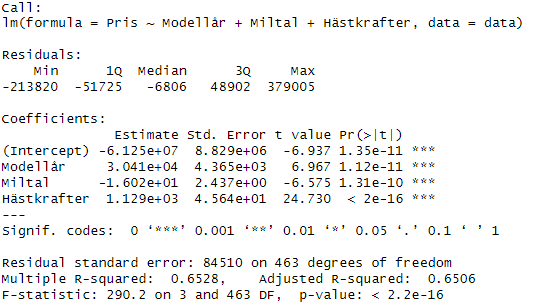 Call:
lm(formula = Pris ~ Modellår + Miltal + Hästkrafter, data = data)
Residuals:
Min 1Q Median 3Q Max
-213820 -51725 -6806 48902 379005
Coefficients:
Estimate Std. Error t value Pr(>|t|)
(Intercept) -6.125e+07 8.829e+06 -6.937 1.35e-11 ***
Modellår 3.041e+04 4.365e+03 6.967 1.12e-11 ***
Miltal -1.602e+01 2.437e+00 -6.575 1.31e-10 ***
Hästkrafter 1.129e+03 4.564e+01 24.730 < 2e-16 ***
---
Signif. codes: 0 ‘***’ 0.001 ‘**’ 0.01 ‘*’ 0.05 ‘.’ 0.1 ‘ ’ 1
Residual standard error: 84510 on 463 degrees of freedom
Multiple R-squared: 0.6528, Adjusted R-squared: 0.6506
F-statistic: 290.2 on 3 and 463 DF, p-value: < 2.2e-16